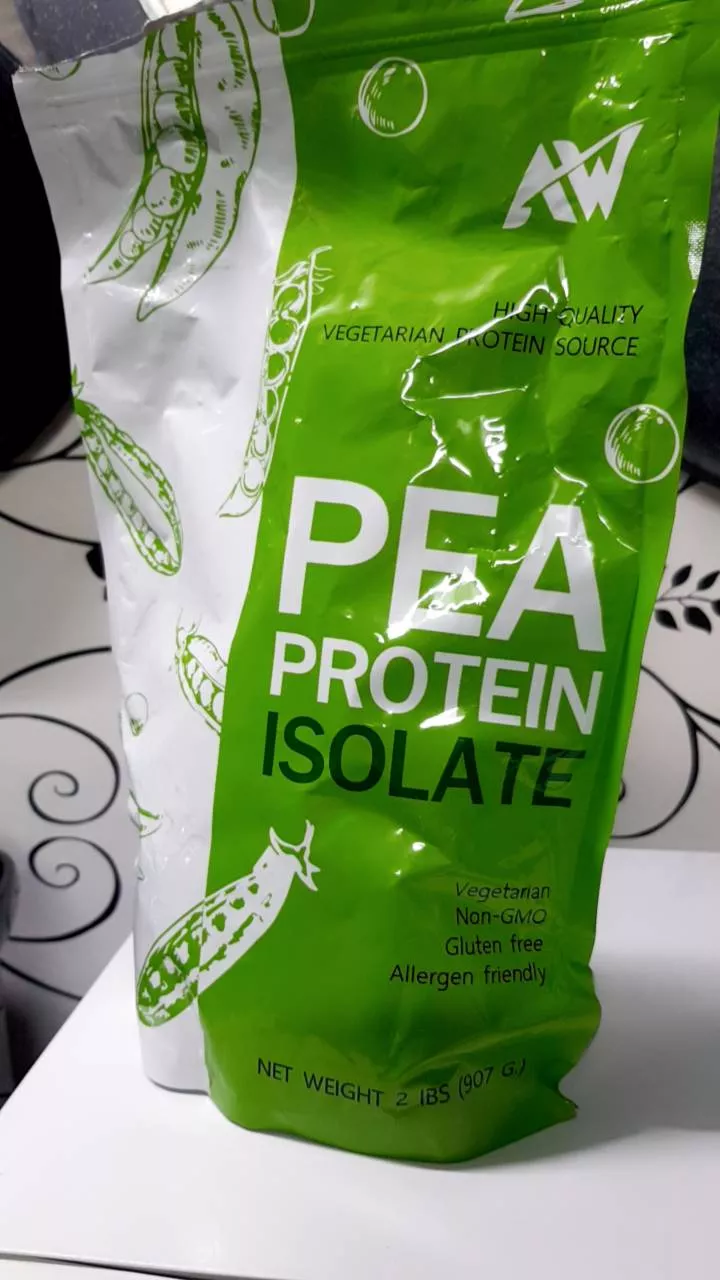 AW
HIGH QUALITY
VEGETARIAN PROTEIN SOURCE
PEA
PROTEIN
ISOLATE
Vegetarian
Non-GMO
Gluten free
Allergen friendly
NET WEIGHT 2 IBS (907 G.)